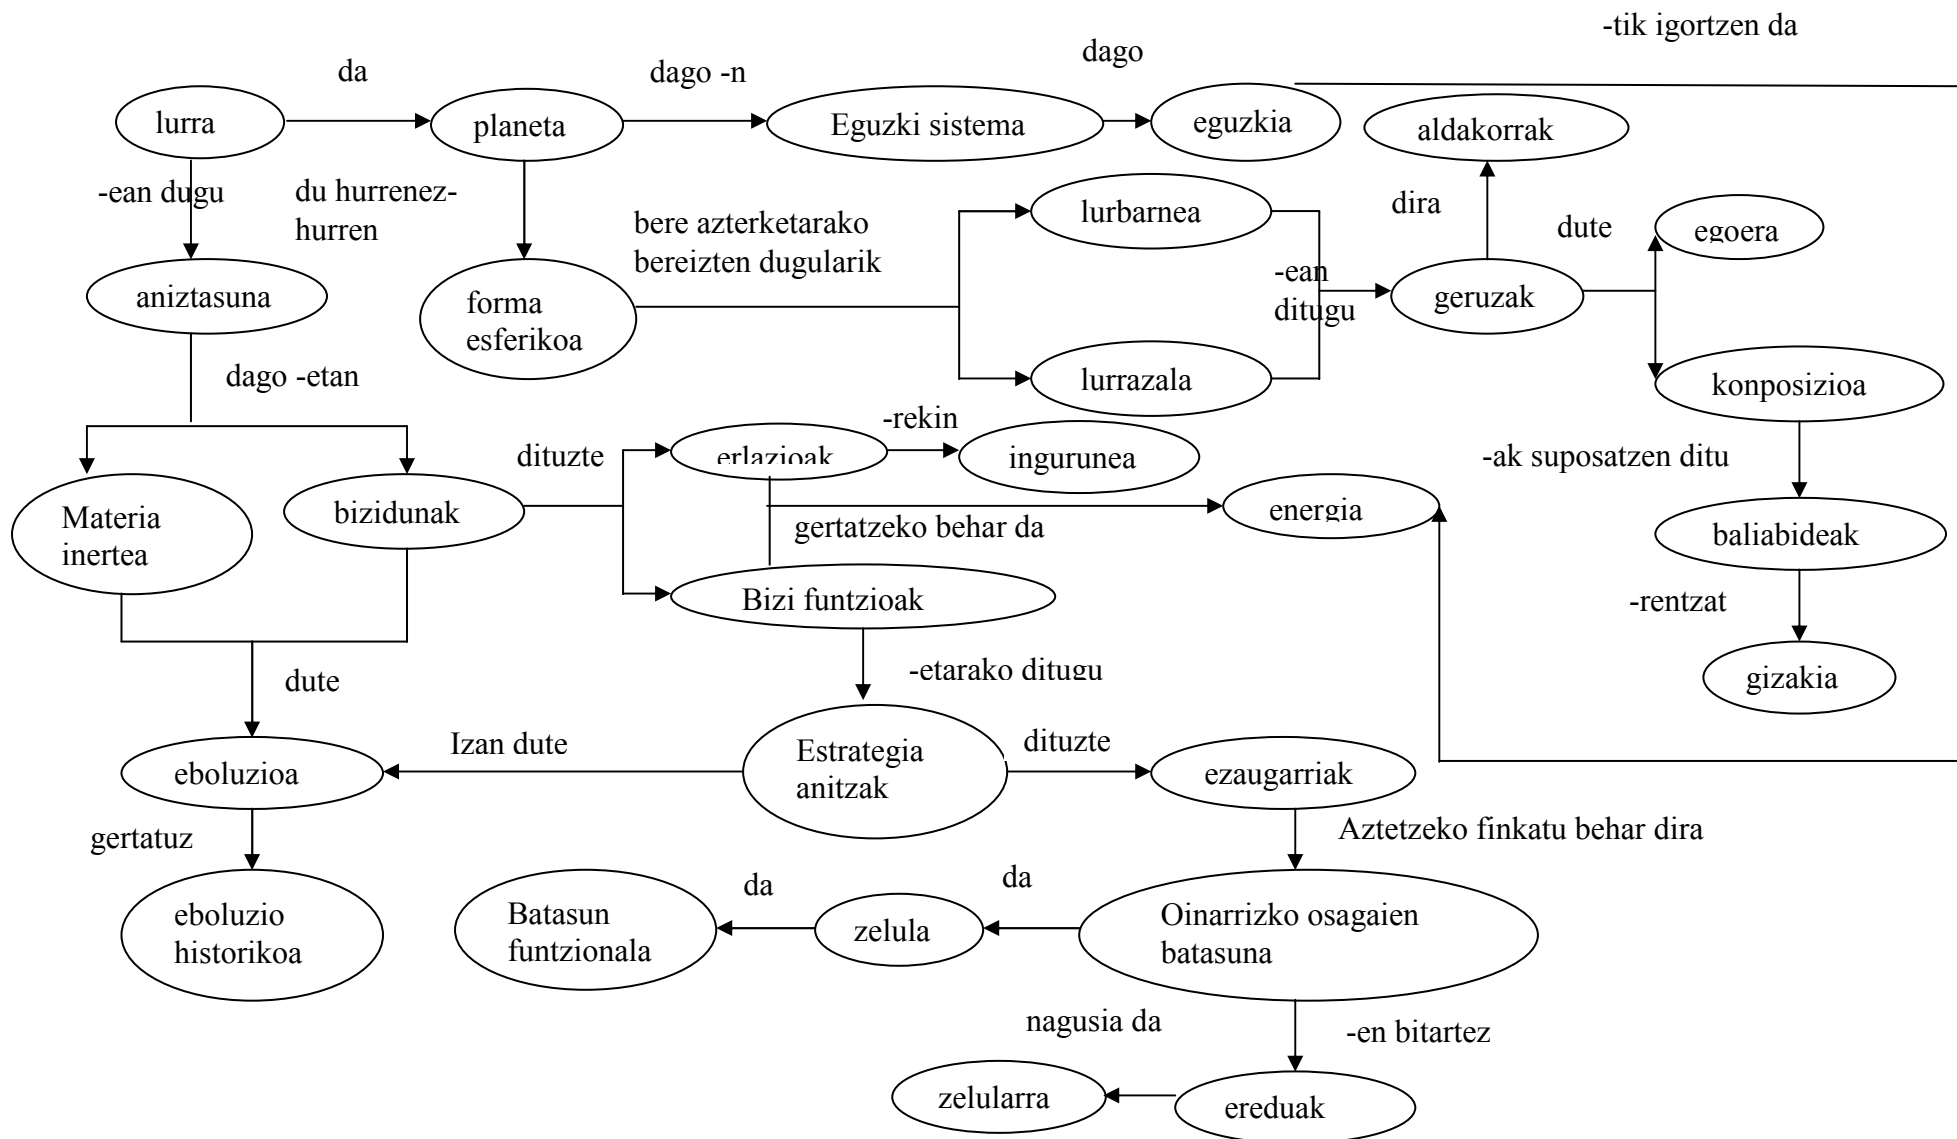 -tik igortzen da
dago
da
dago -n
lurra
planeta
Eguzki sistema
eguzkia
aldakorrak
-ean dugu
du hurrenez-
hurren
bere azterketarako
bereizten dugularik
lurbarnea
dira
dute
egoera
aniztasuna
forma
esferikoa
-ean
ditugu
geruzak
dago -etan
lurrazala
konposizioa
-rekin
dituzte
erlazioak
ingurunea
-ak suposatzen ditu
Materia
inertea
bizidunak
gertatzeko behar da
energia
baliabideak
Bizi funtzioak
-rentzat
dute
-etarako ditugu
gizakia
Izan dute
Estrategia
anitzak
dituzte
eboluzioa
ezaugarriak
gertatuz
Aztetzeko finkatu behar dira
da
da
eboluzio
historikoa
Batasun
funtzionala
zelula
Oinarrizko osagaien
batasuna
nagusia da
-en bitartez
zelularra
ereduak